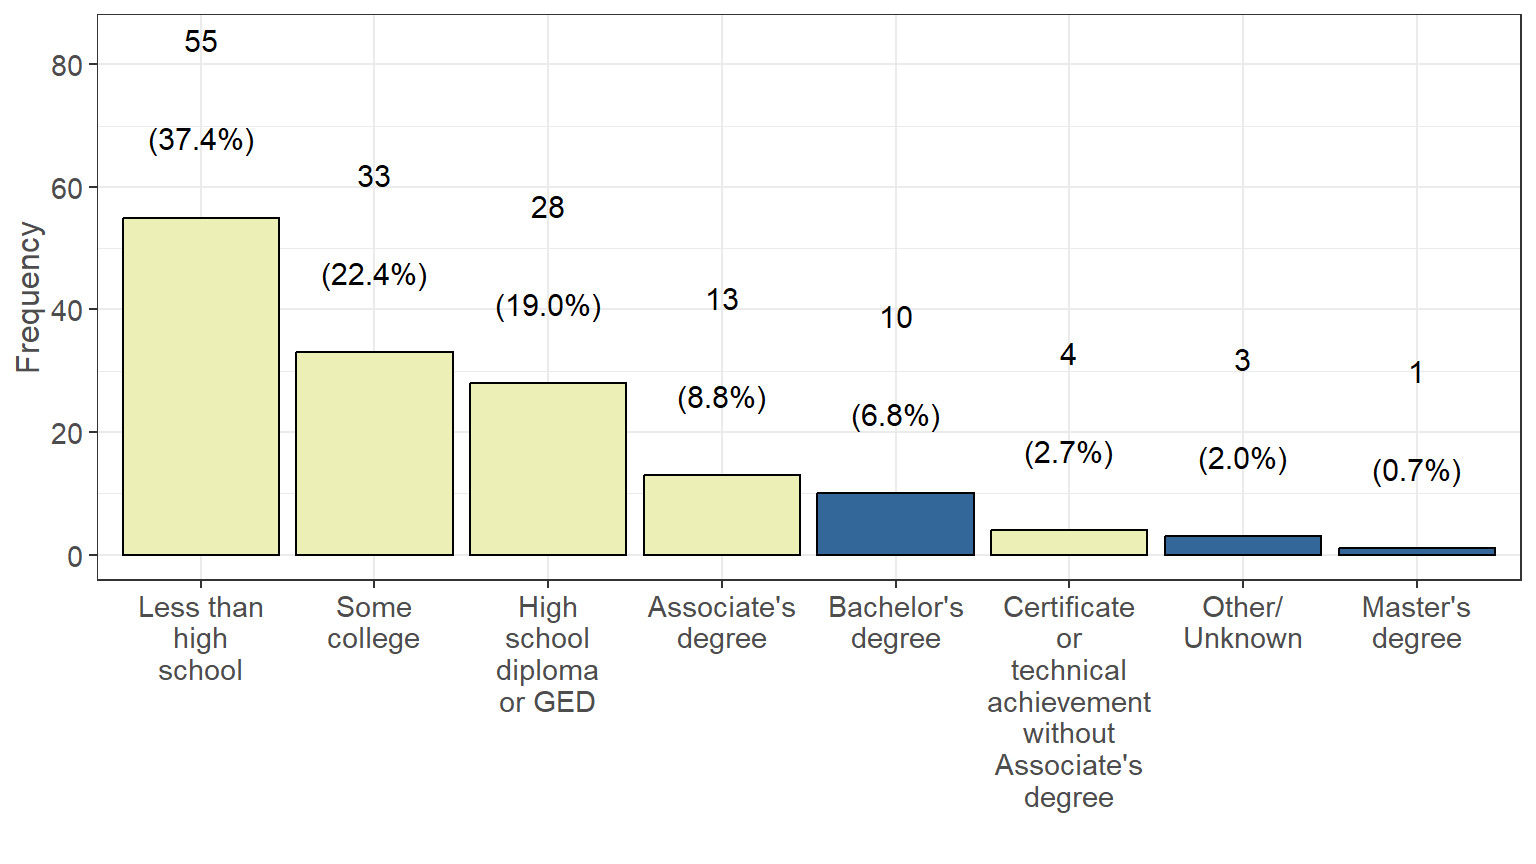 Frequency
80
60
40
20
0
55
(37.4%)
33
(22.4%)
28
(19.0%)
13
(8.8%)
10
(6.8%)
4
(2.7%)
3
(2.0%)
1
(0.7%)
Less than
high
school
Some
college
High
school
diploma
or GED
Associate's
degree
Bachelor's
degree
Certificate
or
technical
achievement
without
Associate's
degree
Other/
Unknown
Master's
degree